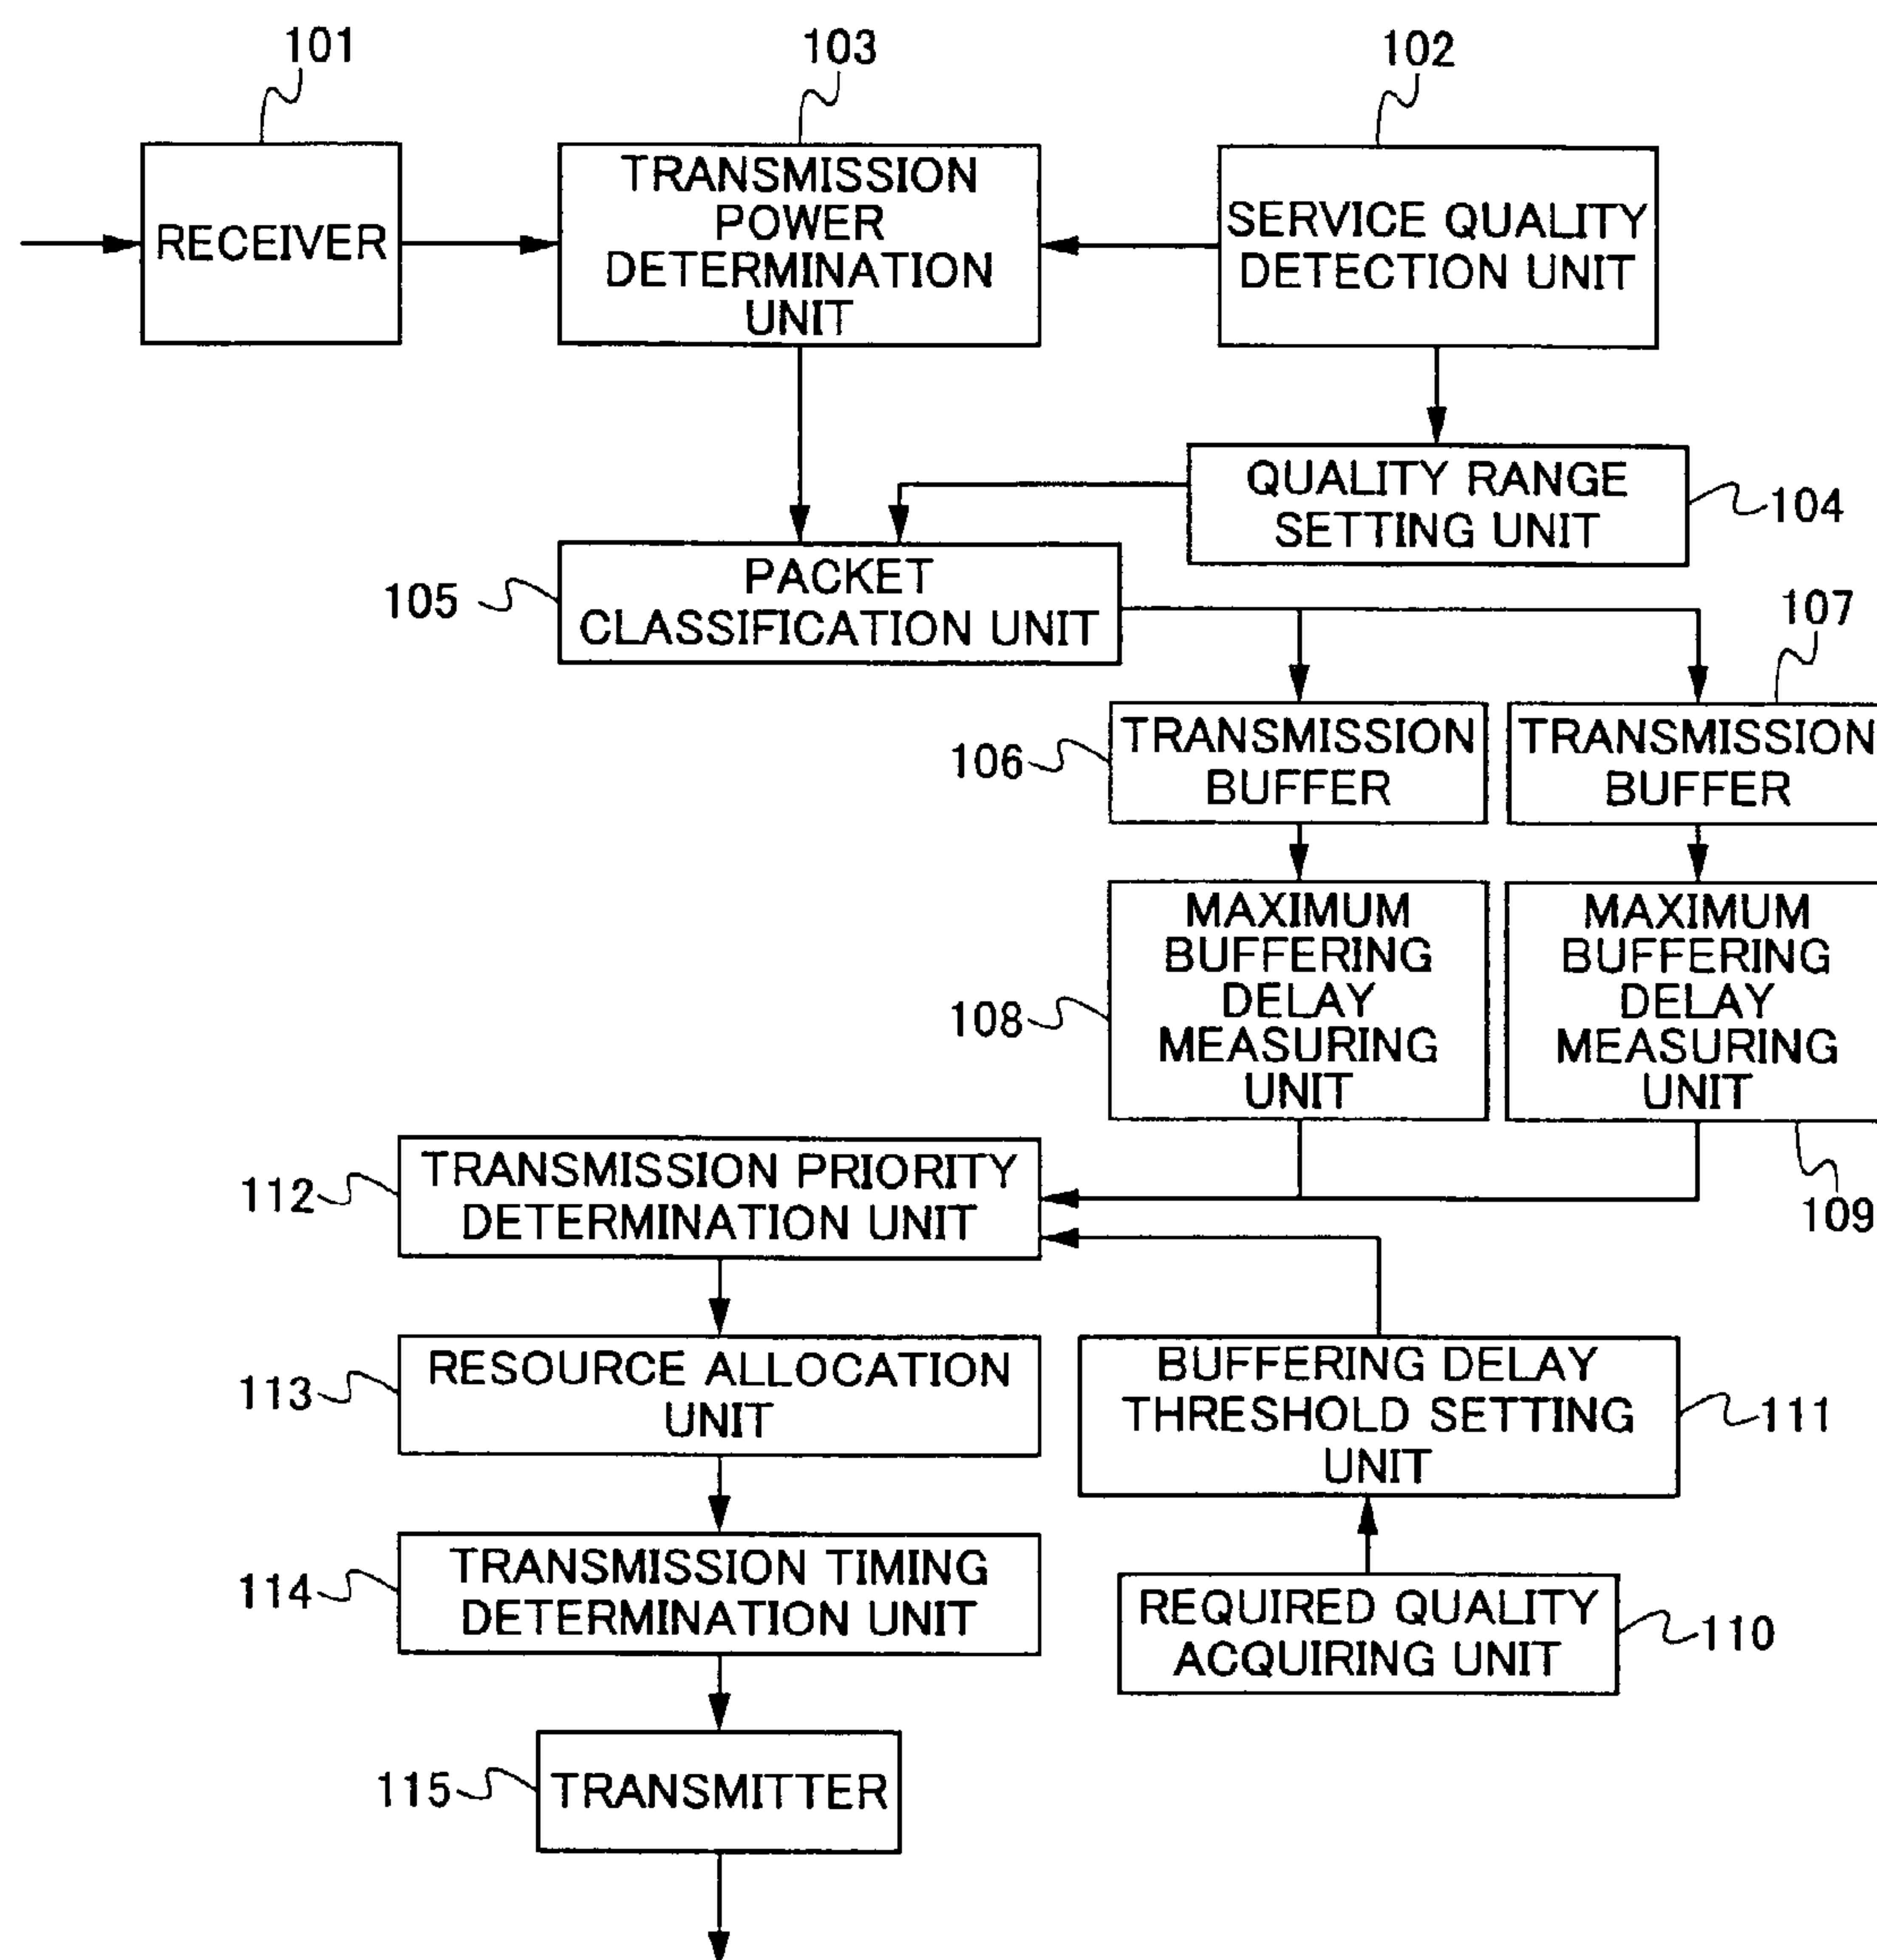 101
103
102
RECEIVER
TRANSMISSION
POWER
DETERMINATION
UNIT
SERVICE QUALITY
DETECTION UNIT
QUALITY RANGE
SETTING UNIT
104
105
PACKET
CLASSIFICATION UNIT
107
106
TRANSMISSION
BUFFER
TRANSMISSION
BUFFER
108
MAXIMUM
BUFFERING
DELAY
MEASURING
UNIT
MAXIMUM
BUFFERING
DELAY
MEASURING
UNIT
109
112
TRANSMISSION PRIORITY
DETERMINATION UNIT
113
RESOURCE ALLOCATION
UNIT
BUFFERING DELAY
THRESHOLD SETTING
UNIT
111
114
TRANSMISSION TIMING
DETERMINATION UNIT
REQUIRED QUALITY
ACQUIRING UNIT
110
115
TRANSMITTER